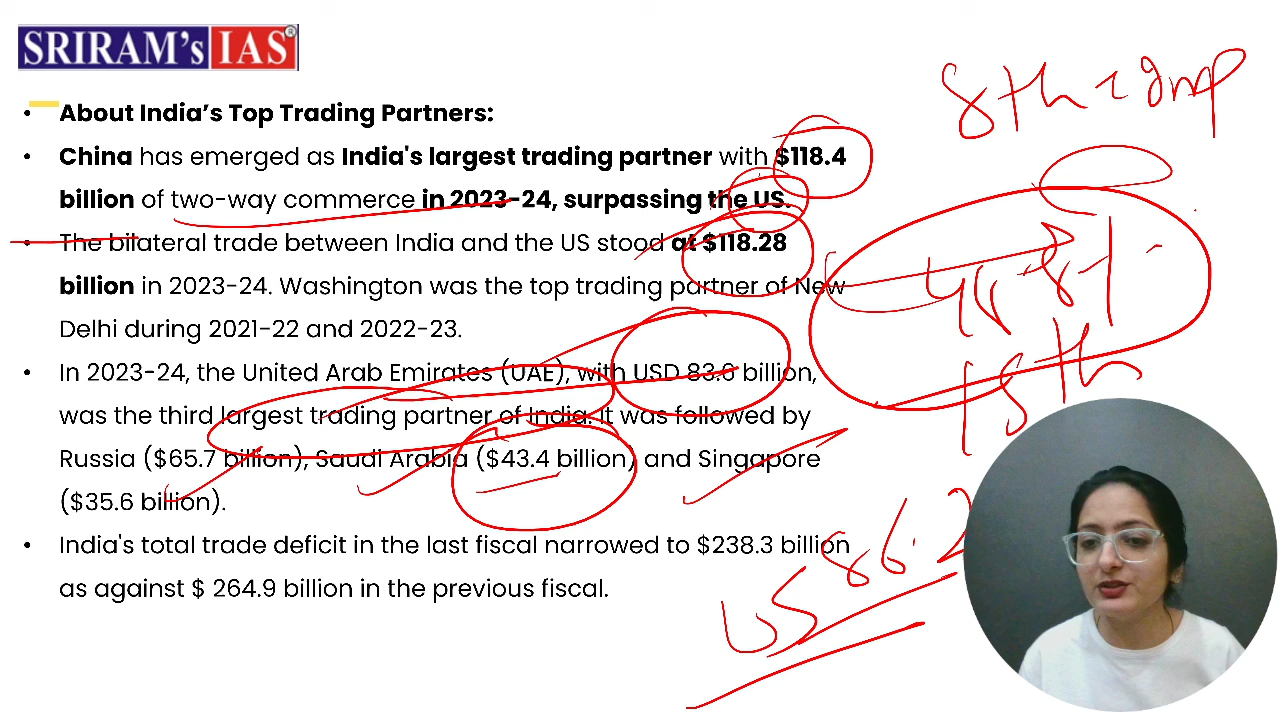 SRIRAM's IAS®
8th
• About India's Top Trading Partners:
• China has emerged as India's largest trading partner with $118.4
billion of two-way commerce in 2023-24, surpassing the US.
• The bilateral trade between India and the US stood at $118.28
billion in 2023-24. Washington was the top trading partner of New
Delhi during 2021-22 and 2022-23.
• In 2023-24, the United Arab Emirates (UAE), with USD 83.6 billion,
was the third largest trading partner of India. It was followed by
Russia ($65.7 billion), Saudi Arabia ($43.4 billion) and Singapore
($35.6 billion).
• India's total trade deficit in the last fiscal narrowed to $238.3 billion
as against $ 264.9 billion in the previous fiscal.
18th
US 86.2